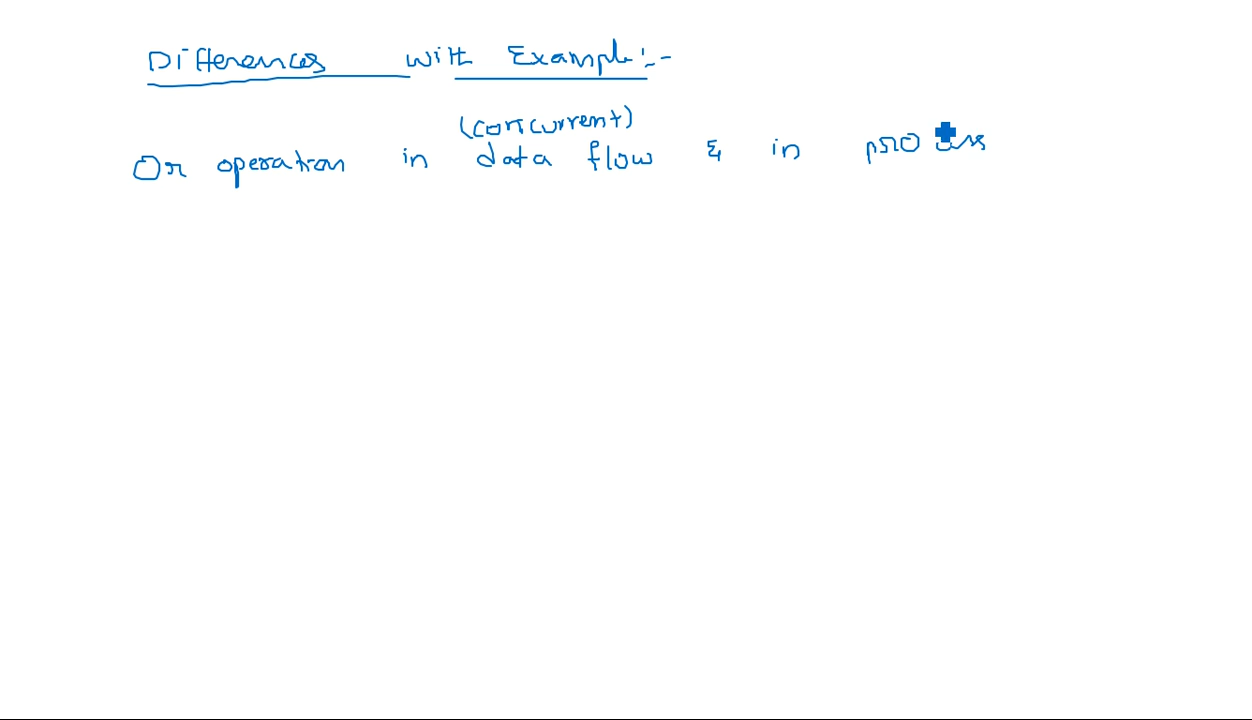 Differences with Example:-
(concurrent)
Or operation in data flow & in process